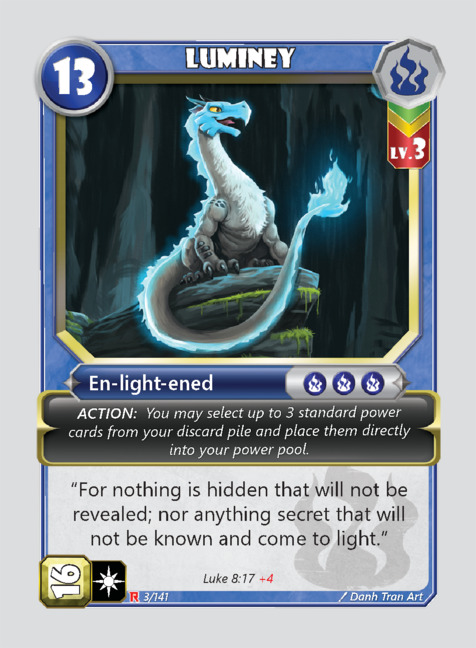 13
LUMINEY
LV.3
En-light-ened
ACTION: You may select up to 3 standard power
cards from your discard pile and place them directly
into your power pool.
“For nothing is hidden that will not be
revealed; nor anything secret that will
not be known and come to light.”
Luke 8:17 +4
16
R 3/141
Danh Tran Art